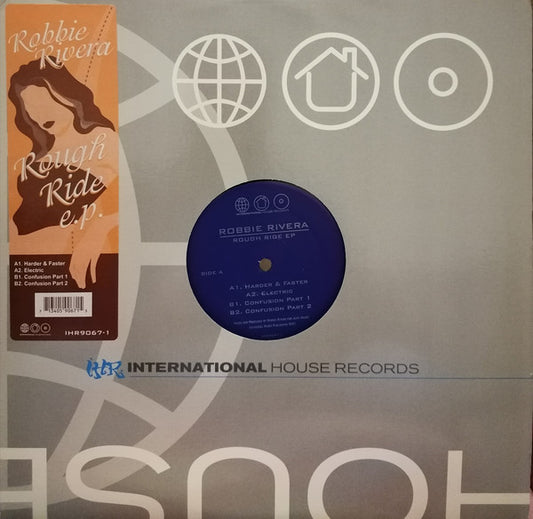 Robbie
Rivera
Rough
Ride
e.p.
A1. Harder & Faster
A2. Electric
B1. Confusion Part 1
B2. Confusion Part 2
IHR9067-1
ROBBIE RIVERA
ROUGH RIGE EP
SIDE A
A1. HARDER & FASTER
A2. ELECTRIC
B1. CONFUSION PART 1
B2. CONFUSION PART 2
IHR INTERNATIONAL HOUSE RECORDS
HOUSE